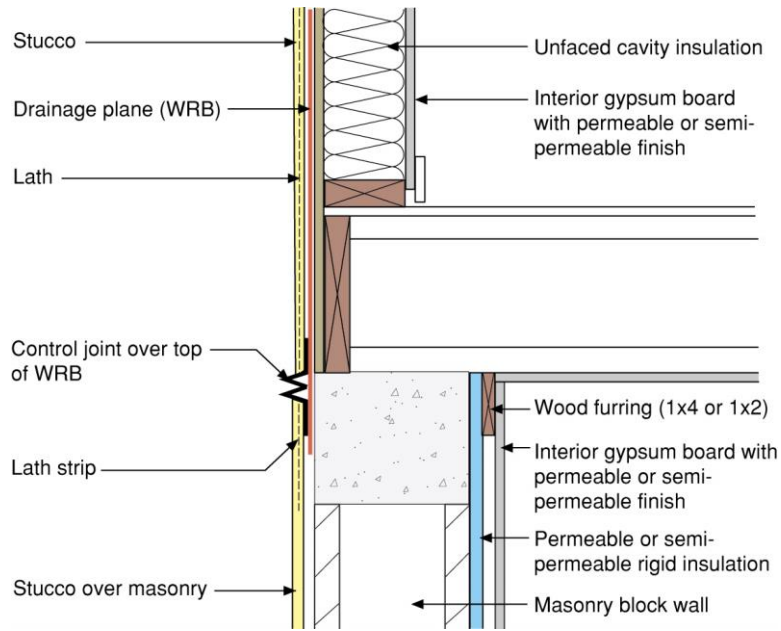 Stucco
Drainage plane (WRB)
Lath
Control joint over top
of WRB
Lath strip
Stucco over masonry
Unfaced cavity insulation
Interior gypsum board
with permeable or semi-
permeable finish
Wood furring (1x4 or 1x2)
Interior gypsum board with
permeable or semi-
permeable finish
Permeable or semi-
permeable rigid insulation
Masonry block wall